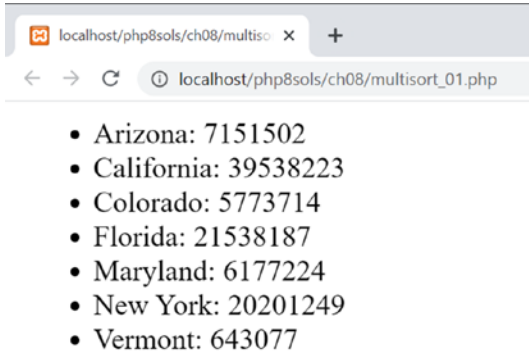 localhost/php8sols/ch08/multiso
localhost/php8sols/ch08/multisort_01.php
• Arizona: 7151502
• California: 39538223
• Colorado: 5773714
• Florida: 21538187
• Maryland: 6177224
• New York: 20201249
• Vermont: 643077